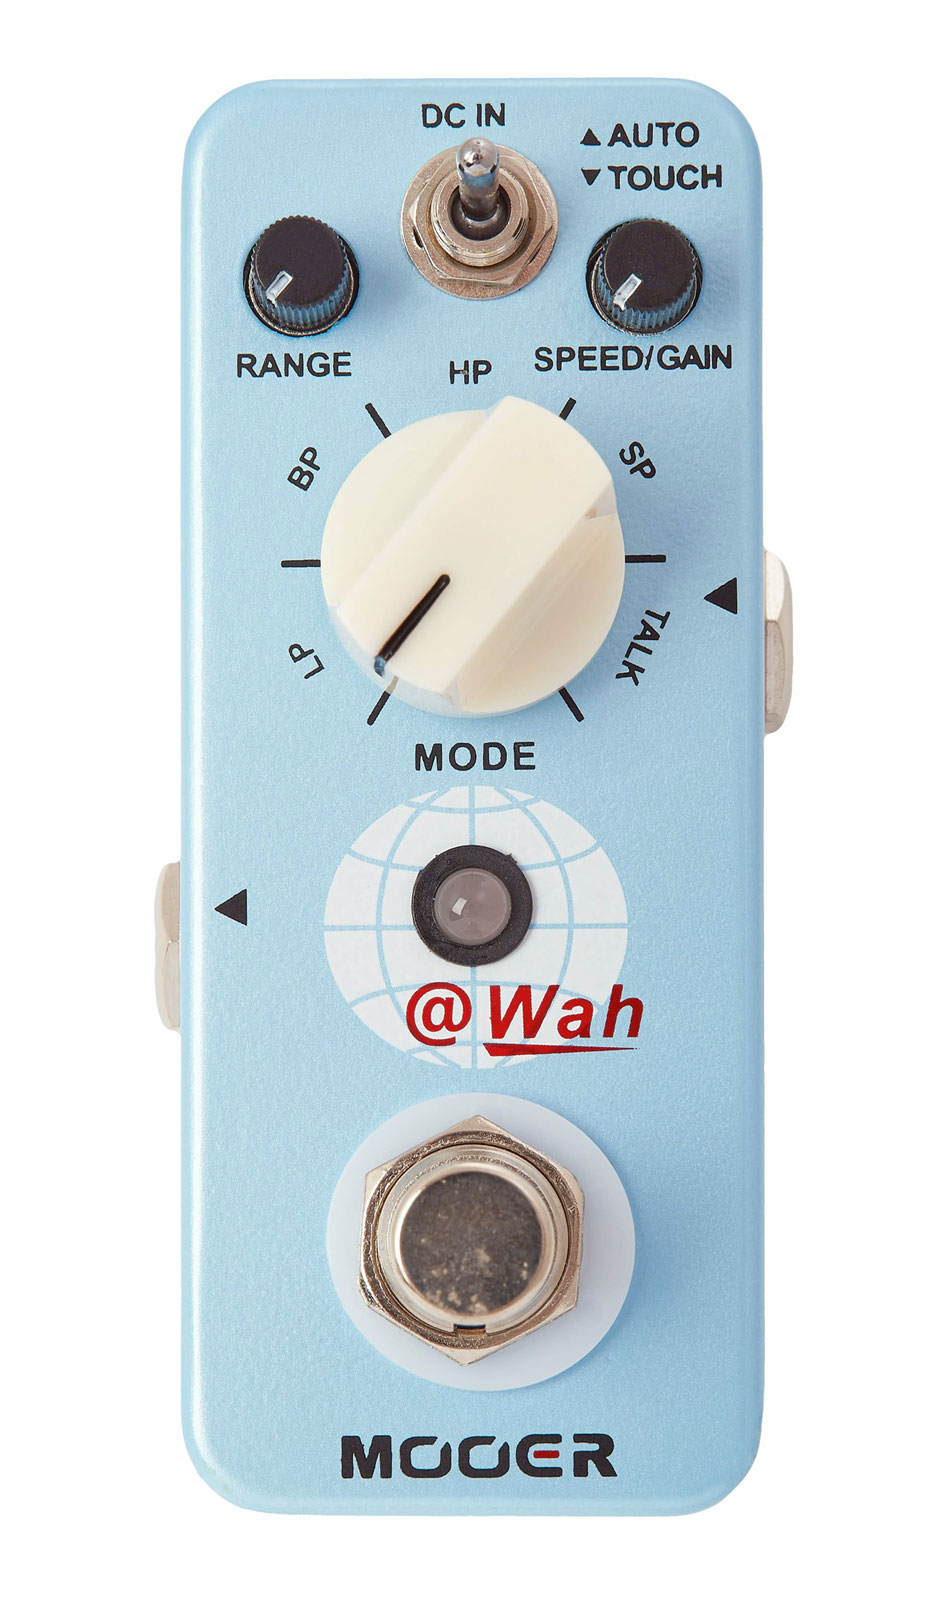 DC IN
▲ AUTO
▼ TOUCH
RANGE
SPEED/GAIN
HP
BP
SP
LP
TALK
MODE
@Wah
MOOER